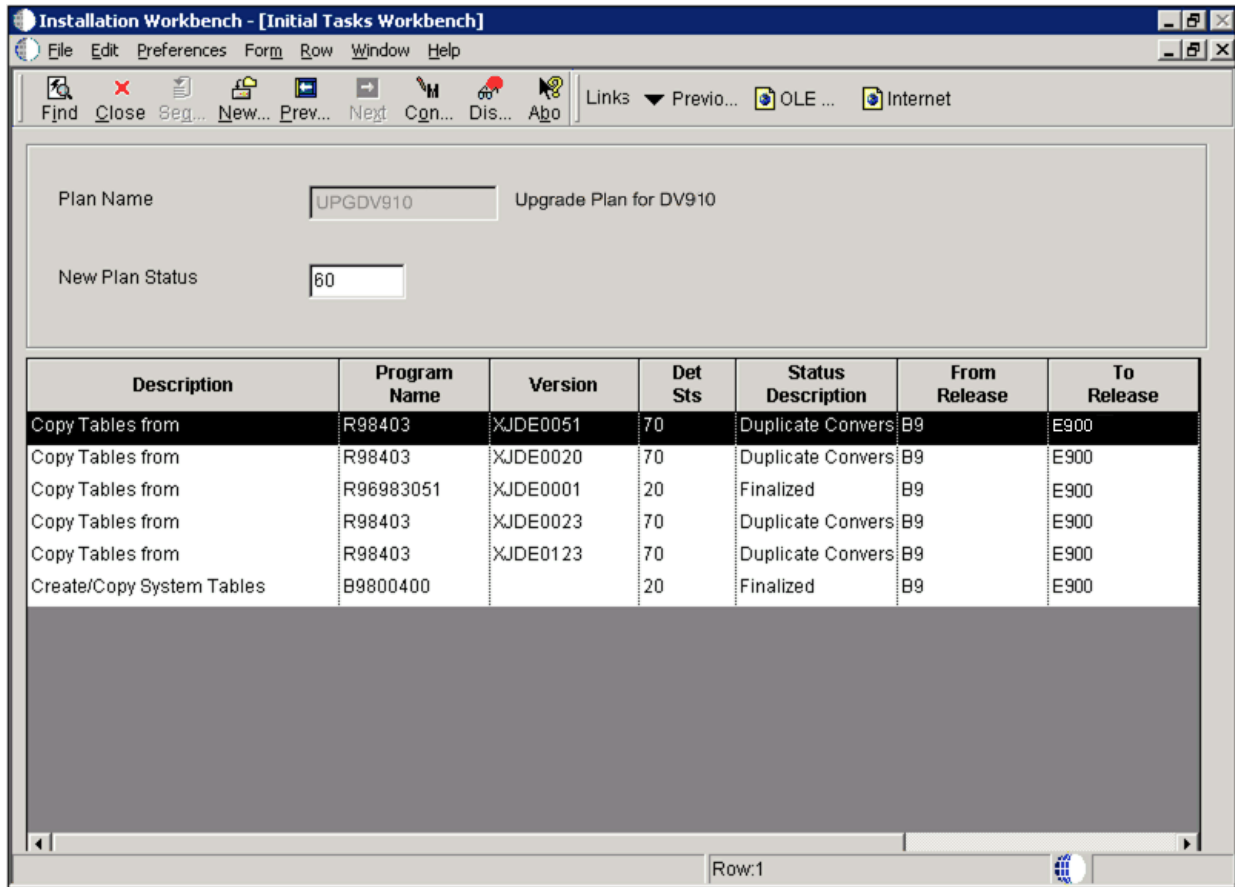 Installation Workbench - [Initial Tasks Workbench]
File Edit Preferences Form Row Window Help
Find Close Seq... New... Prev... Next Con... Dis... Abo Links Previo... OLE ... Internet
Plan Name UPGDV910 Upgrade Plan for DV910
New Plan Status 60
Description Program Name Version Det Sts Status Description From Release To Release
Copy Tables from R98403 XJDE0051 70 Duplicate Convers B9 E900
Copy Tables from R98403 XJDE0020 70 Duplicate Convers B9 E900
Copy Tables from R96983051 XJDE0001 20 Finalized B9 E900
Copy Tables from R98403 XJDE0023 70 Duplicate Convers B9 E900
Copy Tables from R98403 XJDE0123 70 Duplicate Convers B9 E900
Create/Copy System Tables B9800400 20 Finalized B9 E900
Row:1